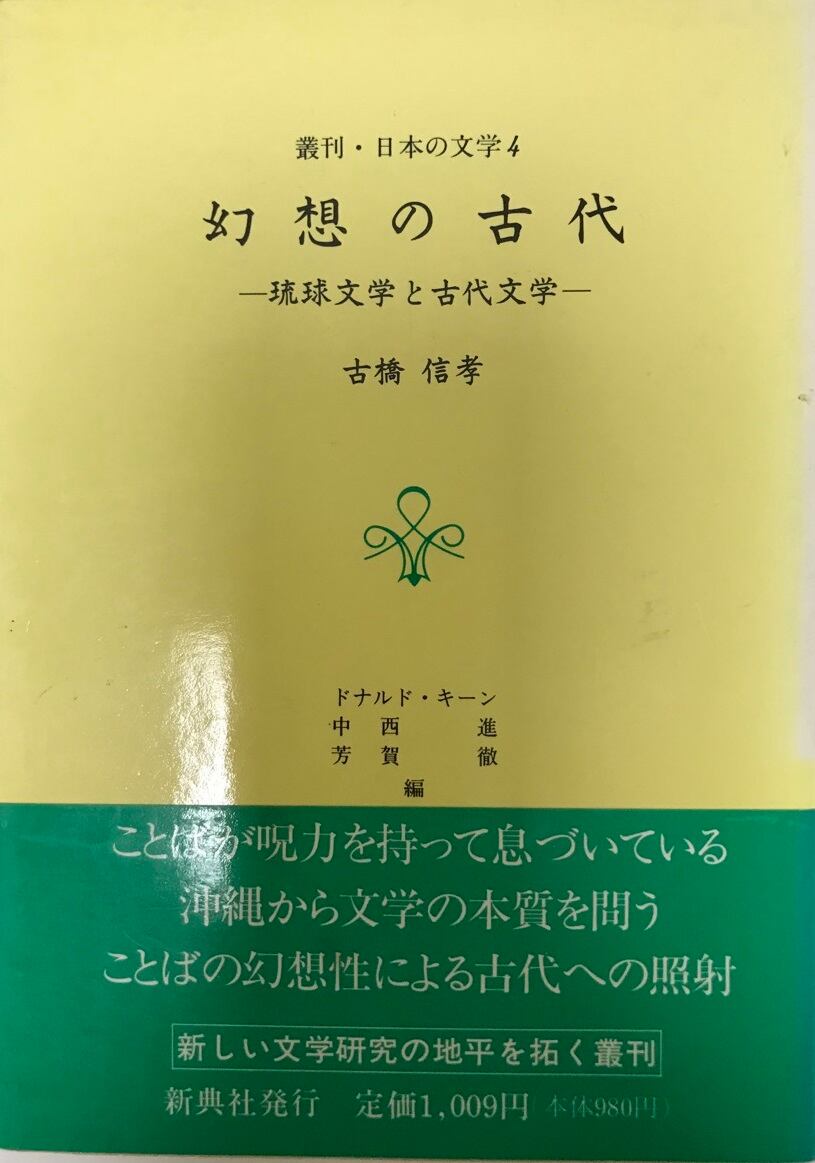 叢刊・日本の文学4
幻想の古代
―琉球文学と古代文学―
古橋 信孝
ドナルド・キーン
中西 進
芳賀 徹
編
ことばが呪力を持って息づいている
沖縄から文学の本質を問う
ことばの幻想性による古代への照射
新しい文学研究の地平を拓く叢刊
新典社発行 定価1,009円(本体980円)